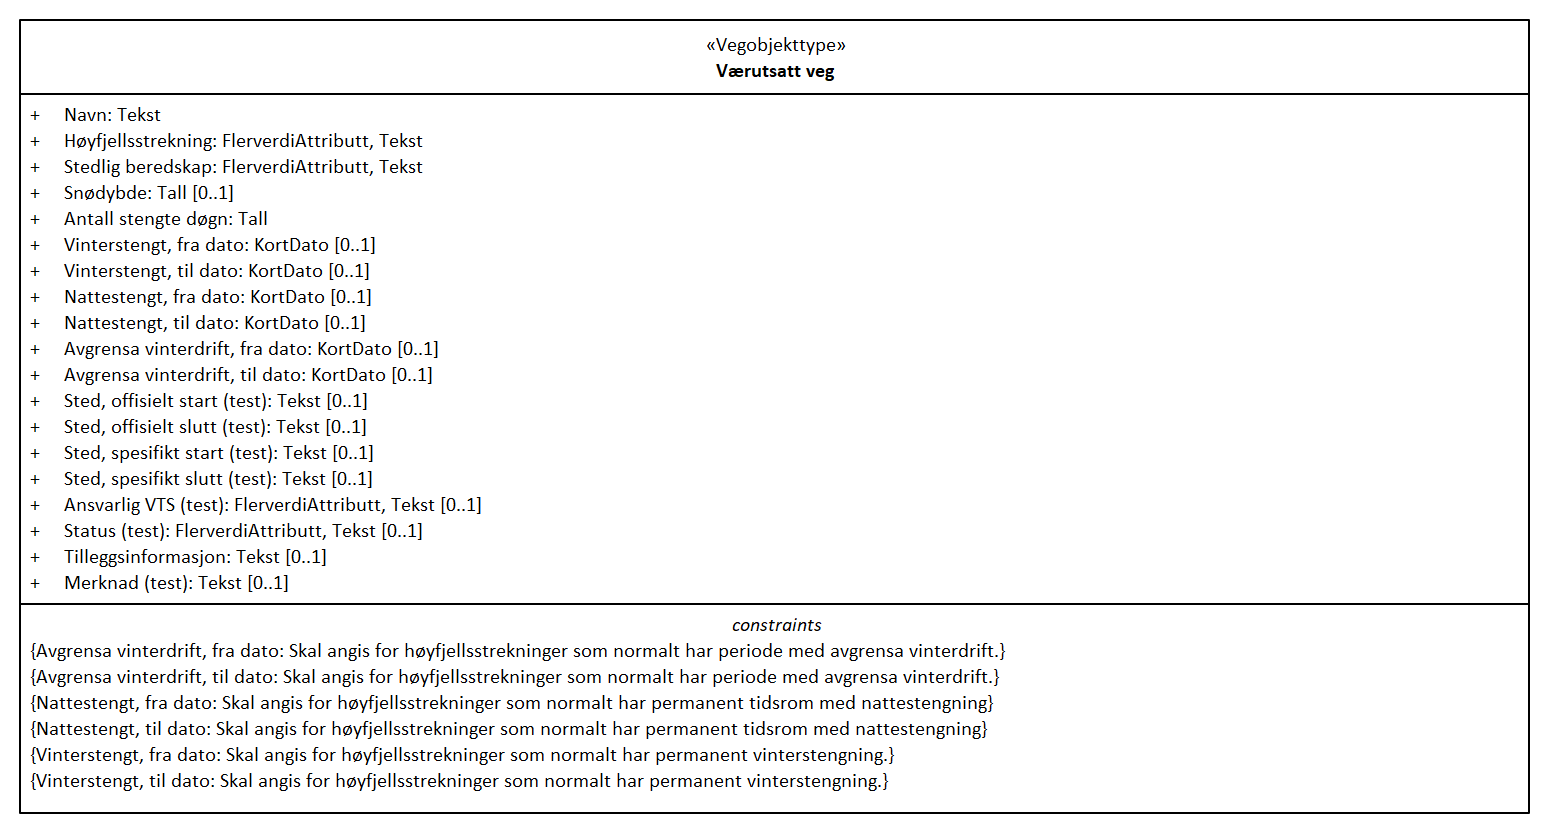 «Vegobjekttype»
Værutsatt veg
+ Navn: Tekst
+ Høyfjellsstrekning: FlerverdiAttributt, Tekst
+ Stedlig beredskap: FlerverdiAttributt, Tekst
+ Snødybde: Tall [0..1]
+ Antall stengte døgn: Tall
+ Vinterstengt, fra dato: KortDato [0..1]
+ Vinterstengt, til dato: KortDato [0..1]
+ Nattestengt, fra dato: KortDato [0..1]
+ Nattestengt, til dato: KortDato [0..1]
+ Avgrensa vinterdrift, fra dato: KortDato [0..1]
+ Avgrensa vinterdrift, til dato: KortDato [0..1]
+ Sted, offisielt start (test): Tekst [0..1]
+ Sted, offisielt slutt (test): Tekst [0..1]
+ Sted, spesifikt start (test): Tekst [0..1]
+ Sted, spesifikt slutt (test): Tekst [0..1]
+ Ansvarlig VTS (test): FlerverdiAttributt, Tekst [0..1]
+ Status (test): FlerverdiAttributt, Tekst [0..1]
+ Tilleggsinformasjon: Tekst [0..1]
+ Merknad (test): Tekst [0..1]
constraints
{Avgrensa vinterdrift, fra dato: Skal angis for høyfjellsstrekninger som normalt har periode med avgrensa vinterdrift.}
{Avgrensa vinterdrift, til dato: Skal angis for høyfjellsstrekninger som normalt har periode med avgrensa vinterdrift.}
{Nattestengt, fra dato: Skal angis for høyfjellsstrekninger som normalt har permanent tidsrom med nattestengning}
{Nattestengt, til dato: Skal angis for høyfjellsstrekninger som normalt har permanent tidsrom med nattestengning}
{Vinterstengt, fra dato: Skal angis for høyfjellsstrekninger som normalt har permanent vinterstengning.}
{Vinterstengt, til dato: Skal angis for høyfjellsstrekninger som normalt har permanent vinterstengning.}